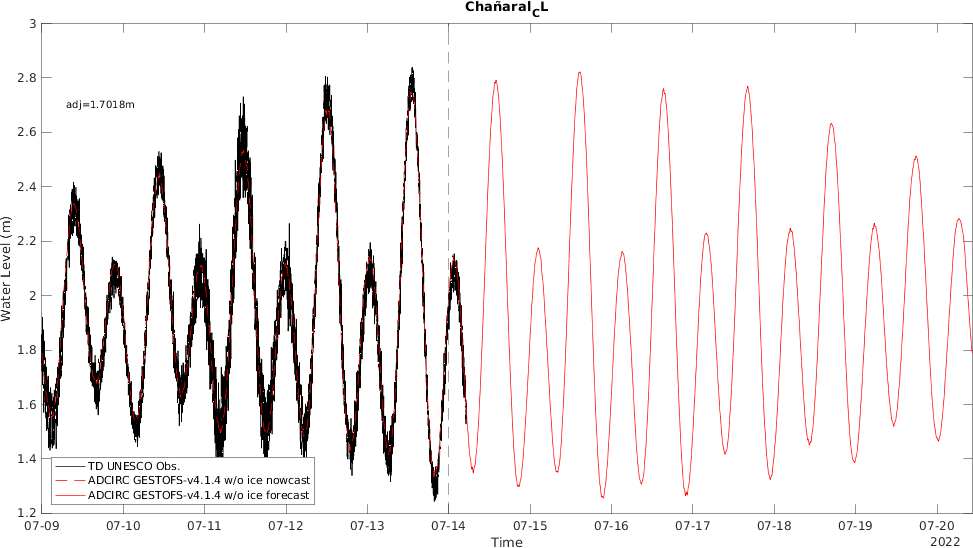 Chañaral_CL
3
2.8
2.6
2.4
2.2
2
1.8
1.6
1.4
1.2
Water Level (m)
adj=1.7018m
TD UNESCO Obs.
ADCIRC GESTOFS-v4.1.4 w/o ice nowcast
ADCIRC GESTOFS-v4.1.4 w/o ice forecast
07-09 07-10 07-11 07-12 07-13 07-14 07-15 07-16 07-17 07-18 07-19 07-20
Time
2022